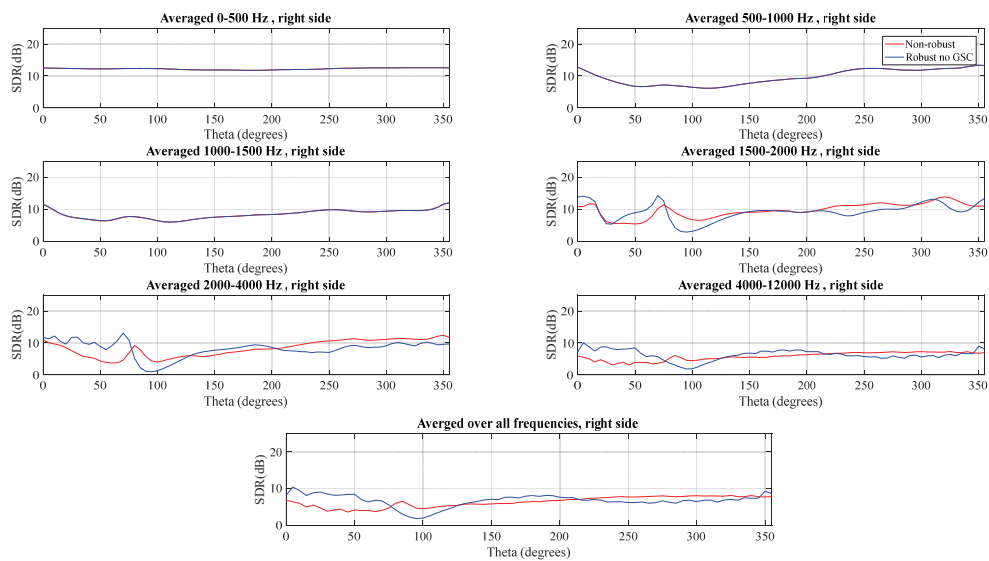 Averaged 0-500 Hz , right side
20
10
0
SDR(dB)
0 50 100 150 200 250 300 350
Theta (degrees)
Averaged 500-1000 Hz , right side
Non-robust
Robust no GSC
20
10
0
SDR(dB)
0 50 100 150 200 250 300 350
Theta (degrees)
Averaged 1000-1500 Hz , right side
20
10
0
SDR(dB)
0 50 100 150 200 250 300 350
Theta (degrees)
Averaged 1500-2000 Hz , right side
20
10
0
SDR(dB)
0 50 100 150 200 250 300 350
Theta (degrees)
Averaged 2000-4000 Hz , right side
20
10
0
SDR(dB)
0 50 100 150 200 250 300 350
Theta (degrees)
Averaged 4000-12000 Hz , right side
20
10
0
SDR(dB)
0 50 100 150 200 250 300 350
Theta (degrees)
Averged over all frequencies, right side
20
10
0
SDR(dB)
0 50 100 150 200 250 300 350
Theta (degrees)